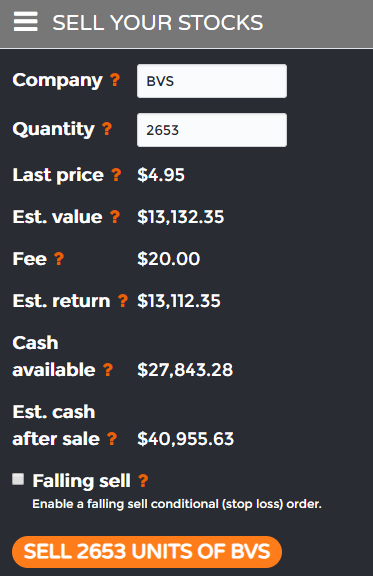 SELL YOUR STOCKS
Company ? BVS
Quantity ? 2653
Last price ? $4.95
Est. value ? $13,132.35
Fee ? $20.00
Est. return ? $13,112.35
Cash
available ? $27,843.28
Est. cash
after sale ? $40,955.63
Falling sell ?
Enable a falling sell conditional (stop loss) order.
SELL 2653 UNITS OF BVS